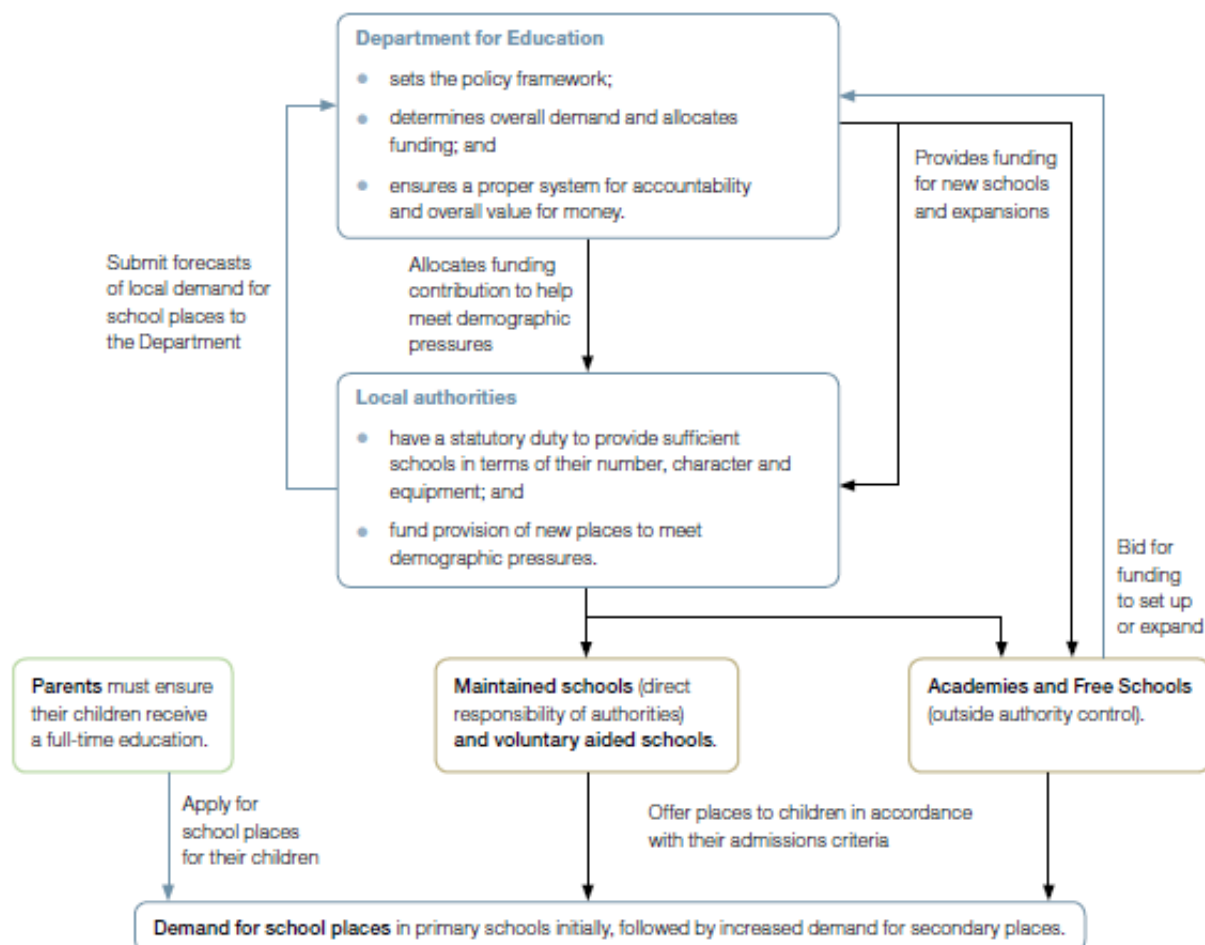 Department for Education
● sets the policy framework;
● determines overall demand and allocates
funding; and
● ensures a proper system for accountability
and overall value for money.
Provides funding
for new schools
and expansions
Submit forecasts
of local demand for
school places to
the Department
Allocates funding
contribution to help
meet demographic
pressures
Local authorities
● have a statutory duty to provide sufficient
schools in terms of their number, character and
equipment; and
● fund provision of new places to meet
demographic pressures.
Bid for
funding
to set up
or expand
Parents must ensure
their children receive
a full-time education.
Maintained schools (direct
responsibility of authorities)
and voluntary aided schools.
Academies and Free Schools
(outside authority control).
Apply for
school places
for their children
Offer places to children in accordance
with their admissions criteria
Demand for school places in primary schools initially, followed by increased demand for secondary places.